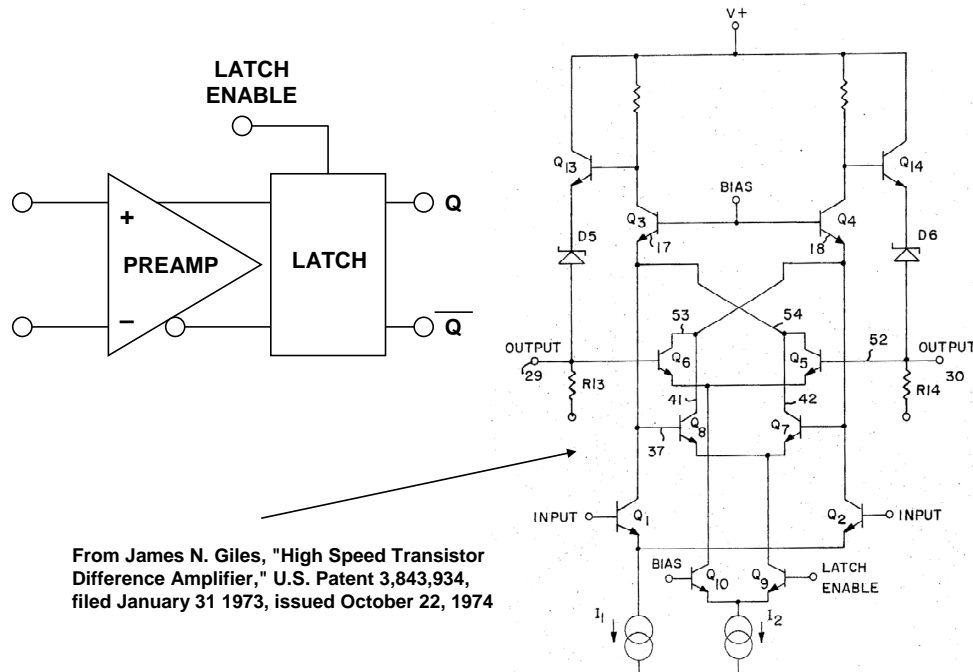 LATCH
ENABLE
+
PREAMP
−
LATCH
Q
Q
From James N. Giles, "High Speed Transistor
Difference Amplifier," U.S. Patent 3,843,934,
filed January 31 1973, issued October 22, 1974
V+
Q13
Q14
BIAS
Q3
Q4
D5
17
18
D6
53
54
OUTPUT
29
Q6
Q5
52
OUTPUT
30
R13
R14
41
42
Q8
Q7
37
INPUT
Q1
Q2
INPUT
BIAS
Q10
Q9
LATCH
ENABLE
I1
I2